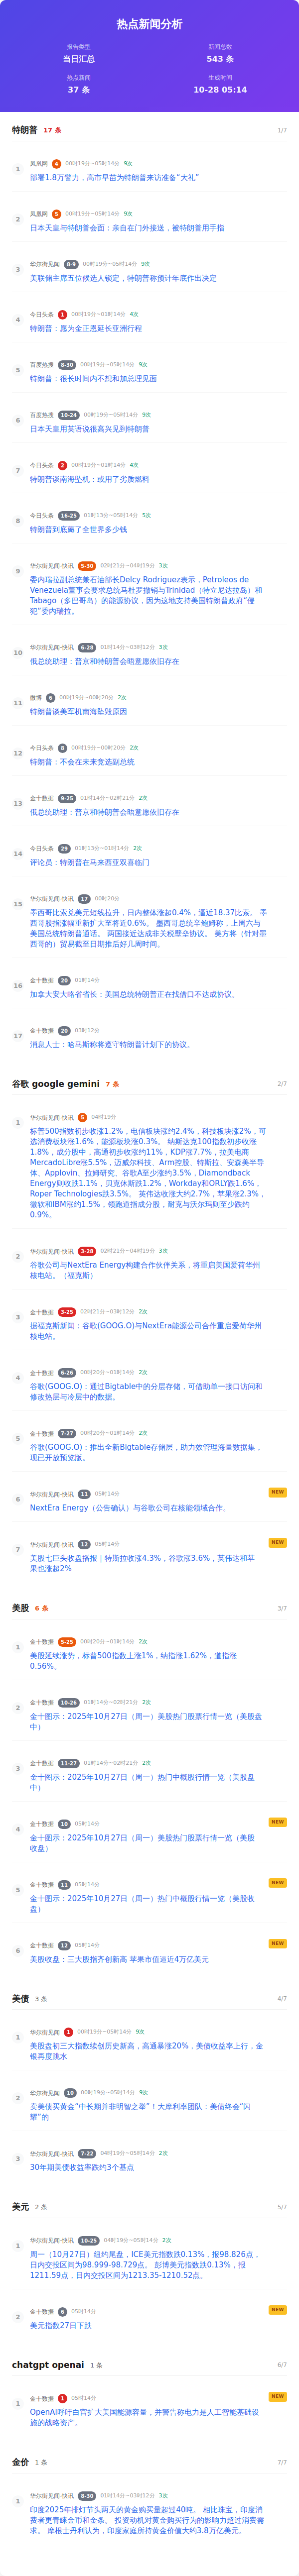 热点新闻分析
报告类型
当日汇总
新闻总数
543 条
热点新闻
37 条
生成时间
10-28 05:14
特朗普 17 条 1/7
1
凤凰网 4 00时19分~05时14分 9次
部署1.8万警力，高市早苗为特朗普来访准备“大礼”
2
凤凰网 5 00时19分~05时14分 9次
日本天皇与特朗普会面：亲自在门外接送，被特朗普用手指
3
华尔街见闻 8-9 00时19分~05时14分 9次
美联储主席五位候选人锁定，特朗普称预计年底作出决定
4
今日头条 1 00时19分~01时14分 4次
特朗普：愿为金正恩延长亚洲行程
5
百度热搜 8-30 00时19分~05时14分 9次
特朗普：很长时间内不想和加总理见面
6
百度热搜 10-24 00时19分~05时14分 9次
日本天皇用英语说很高兴见到特朗普
7
今日头条 2 00时19分~01时14分 4次
特朗普谈南海坠机：或用了劣质燃料
8
今日头条 16-25 01时13分~05时14分 5次
特朗普到底薅了全世界多少钱
9
华尔街见闻-快讯 5-30 02时21分~04时19分 3次
委内瑞拉副总统兼石油部长Delcy Rodriguez表示，Petroleos de
Venezuela董事会要求总统马杜罗撤销与Trinidad（特立尼达拉岛）和
Tabago（多巴哥岛）的能源协议，因为这地支持美国特朗普政府“侵
犯”委内瑞拉。
10
华尔街见闻-快讯 6-28 01时14分~03时12分 3次
俄总统助理：普京和特朗普会晤意愿依旧存在
11
微博 6 00时19分~00时20分 2次
特朗普谈美军机南海坠毁原因
12
今日头条 8 00时19分~00时20分 2次
特朗普：不会在未来竞选副总统
13
金十数据 9-25 01时14分~02时21分 2次
俄总统助理：普京和特朗普会晤意愿依旧存在
14
今日头条 29 01时13分~01时14分 2次
评论员：特朗普在马来西亚双喜临门
15
华尔街见闻-快讯 17 00时20分
墨西哥比索兑美元短线拉升，日内整体涨超0.4%，逼近18.37比索。 墨
西哥股指涨幅重新扩大至将近0.6%。 墨西哥总统辛鲍姆称，上周六与
美国总统特朗普通话。 两国接近达成非关税壁垒协议。 美方将（针对墨
西哥的）贸易截至日期推后好几周时间。
16
金十数据 20 01时14分
加拿大安大略省省长：美国总统特朗普正在找借口不达成协议。
17
金十数据 20 03时12分
消息人士：哈马斯称将遵守特朗普计划下的协议。
谷歌 google gemini 7 条 2/7
1
华尔街见闻-快讯 5 04时19分
标普500指数初步收涨1.2%，电信板块涨约2.4%，科技板块涨2%，可
选消费板块涨1.6%，能源板块涨0.3%。 纳斯达克100指数初步收涨
1.8%，成分股中，高通初步收涨约11%，KDP涨7.7%，拉美电商
MercadoLibre涨5.5%，迈威尔科技、Arm控股、特斯拉、安森美半导
体、Applovin、拉姆研究、谷歌A至少涨约3.5%，Diamondback
Energy则收跌1.1%，贝克休斯跌1.2%，Workday和ORLY跌1.6%，
Roper Technologies跌3.5%。 英伟达收涨大约2.7%，苹果涨2.3%，
微软和IBM涨约1.5%，领跑道指成分股，耐克与沃尔玛则至少跌约
0.9%。
2
华尔街见闻-快讯 3-28 02时21分~04时19分 3次
谷歌公司与NextEra Energy构建合作伙伴关系，将重启美国爱荷华州
核电站。（福克斯）
3
金十数据 3-25 02时21分~03时12分 2次
据福克斯新闻：谷歌(GOOG.O)与NextEra能源公司合作重启爱荷华州
核电站。
4
金十数据 6-26 00时20分~01时14分 2次
谷歌(GOOG.O)：通过Bigtable中的分层存储，可借助单一接口访问和
修改热层与冷层中的数据。
5
金十数据 7-27 00时20分~01时14分 2次
谷歌(GOOG.O)：推出全新Bigtable存储层，助力效管理海量数据集，
现已开放预览版。
6
华尔街见闻-快讯 11 05时14分 NEW
NextEra Energy（公告确认）与谷歌公司在核能领域合作。
7
华尔街见闻-快讯 12 05时14分 NEW
美股七巨头收盘播报｜特斯拉收涨4.3%，谷歌涨3.6%，英伟达和苹
果也涨超2%
美股 6 条 3/7
1
金十数据 5-25 00时20分~01时14分 2次
美股延续涨势，标普500指数上涨1%，纳指涨1.62%，道指涨
0.56%。
2
金十数据 10-26 01时14分~02时21分 2次
金十图示：2025年10月27日（周一）美股热门股票行情一览（美股盘
中）
3
金十数据 11-27 01时14分~02时21分 2次
金十图示：2025年10月27日（周一）热门中概股行情一览（美股盘
中）
4
金十数据 10 05时14分 NEW
金十图示：2025年10月27日（周一）美股热门股票行情一览（美股
收盘）
5
金十数据 11 05时14分 NEW
金十图示：2025年10月27日（周一）热门中概股行情一览（美股收
盘）
6
金十数据 12 05时14分 NEW
美股收盘：三大股指齐创新高 苹果市值逼近4万亿美元
美债 3 条 4/7
1
华尔街见闻 1 00时19分~05时14分 9次
美股盘初三大指数续创历史新高，高通暴涨20%，美债收益率上行，金
银再度跳水
2
华尔街见闻 10 00时19分~05时14分 9次
卖美债买黄金“中长期并非明智之举”！大摩利率团队：美债终会“闪
耀”的
3
华尔街见闻-快讯 7-22 04时19分~05时14分 2次
30年期美债收益率跌约3个基点
美元 2 条 5/7
1
华尔街见闻-快讯 10-25 04时19分~05时14分 2次
周一（10月27日）纽约尾盘，ICE美元指数跌0.13%，报98.826点，
日内交投区间为98.999-98.729点。 彭博美元指数跌0.13%，报
1211.59点，日内交投区间为1213.35-1210.52点。
2
金十数据 6 05时14分 NEW
美元指数27日下跌
chatgpt openai 1 条 6/7
1
金十数据 1 05时14分 NEW
OpenAI呼吁白宫扩大美国能源容量，并警告称电力是人工智能基础设
施的战略资产。
金价 1 条 7/7
1
华尔街见闻-快讯 8-30 01时14分~03时12分 3次
印度2025年排灯节头两天的黄金购买量超过40吨。 相比珠宝，印度消
费者更青睐金币和金条。 投资动机对黄金购买行为的影响力超过消费需
求。 摩根士丹利认为，印度家庭所持黄金价值大约3.8万亿美元。